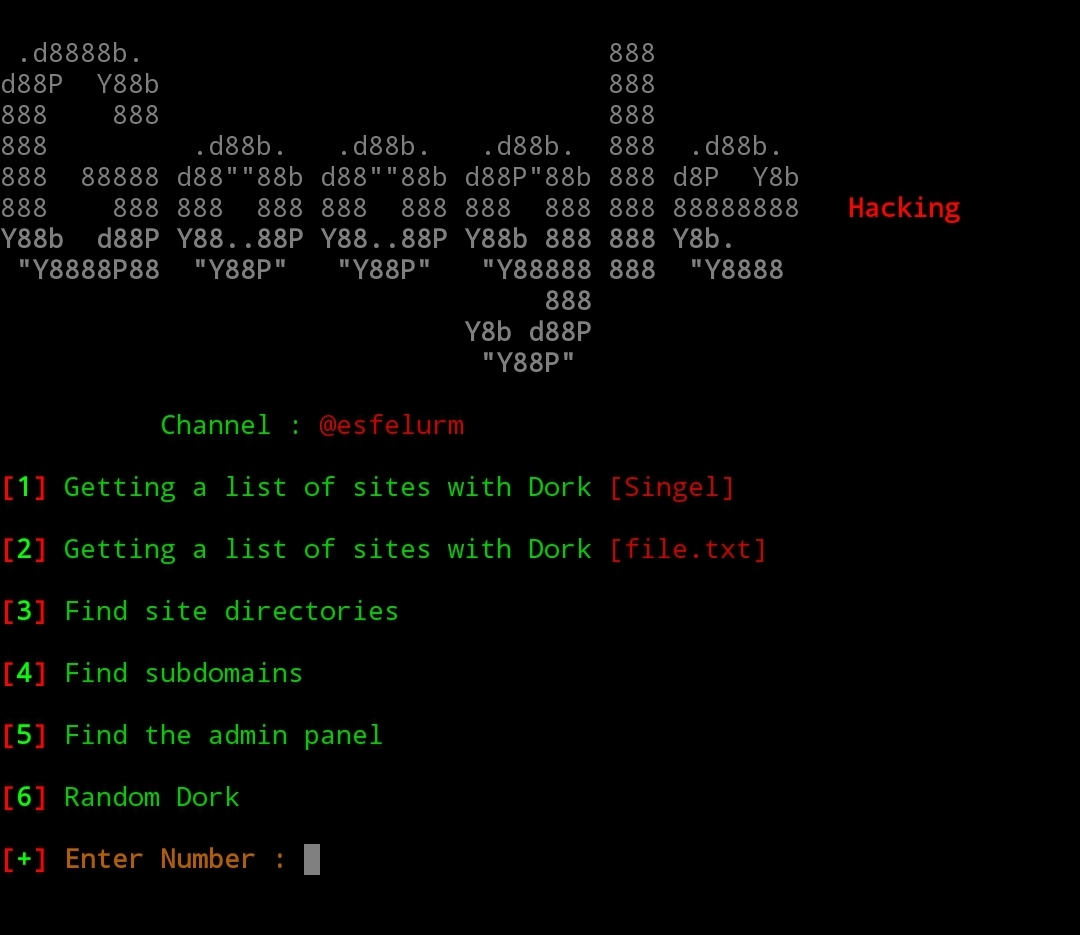 .d8888b.                             888
d88P  Y88b                            888
888    888                            888
888         .d88b.   .d88b.   .d88b.  888  .d88b.
888  88888 d88""88b d88""88b d88P"88b 888 d8P  Y8b
888    888 888  888 888  888 888  888 888 88888888   Hacking
Y88b  d88P Y88..88P Y88..88P Y88b 888 888 Y8b.
 "Y8888P88  "Y88P"   "Y88P"   "Y88888 888  "Y8888
                                  888
                             Y8b d88P
                              "Y88P"
Channel : @esfelurm
[1] Getting a list of sites with Dork [Singel]
[2] Getting a list of sites with Dork [file.txt]
[3] Find site directories
[4] Find subdomains
[5] Find the admin panel
[6] Random Dork
[+] Enter Number :